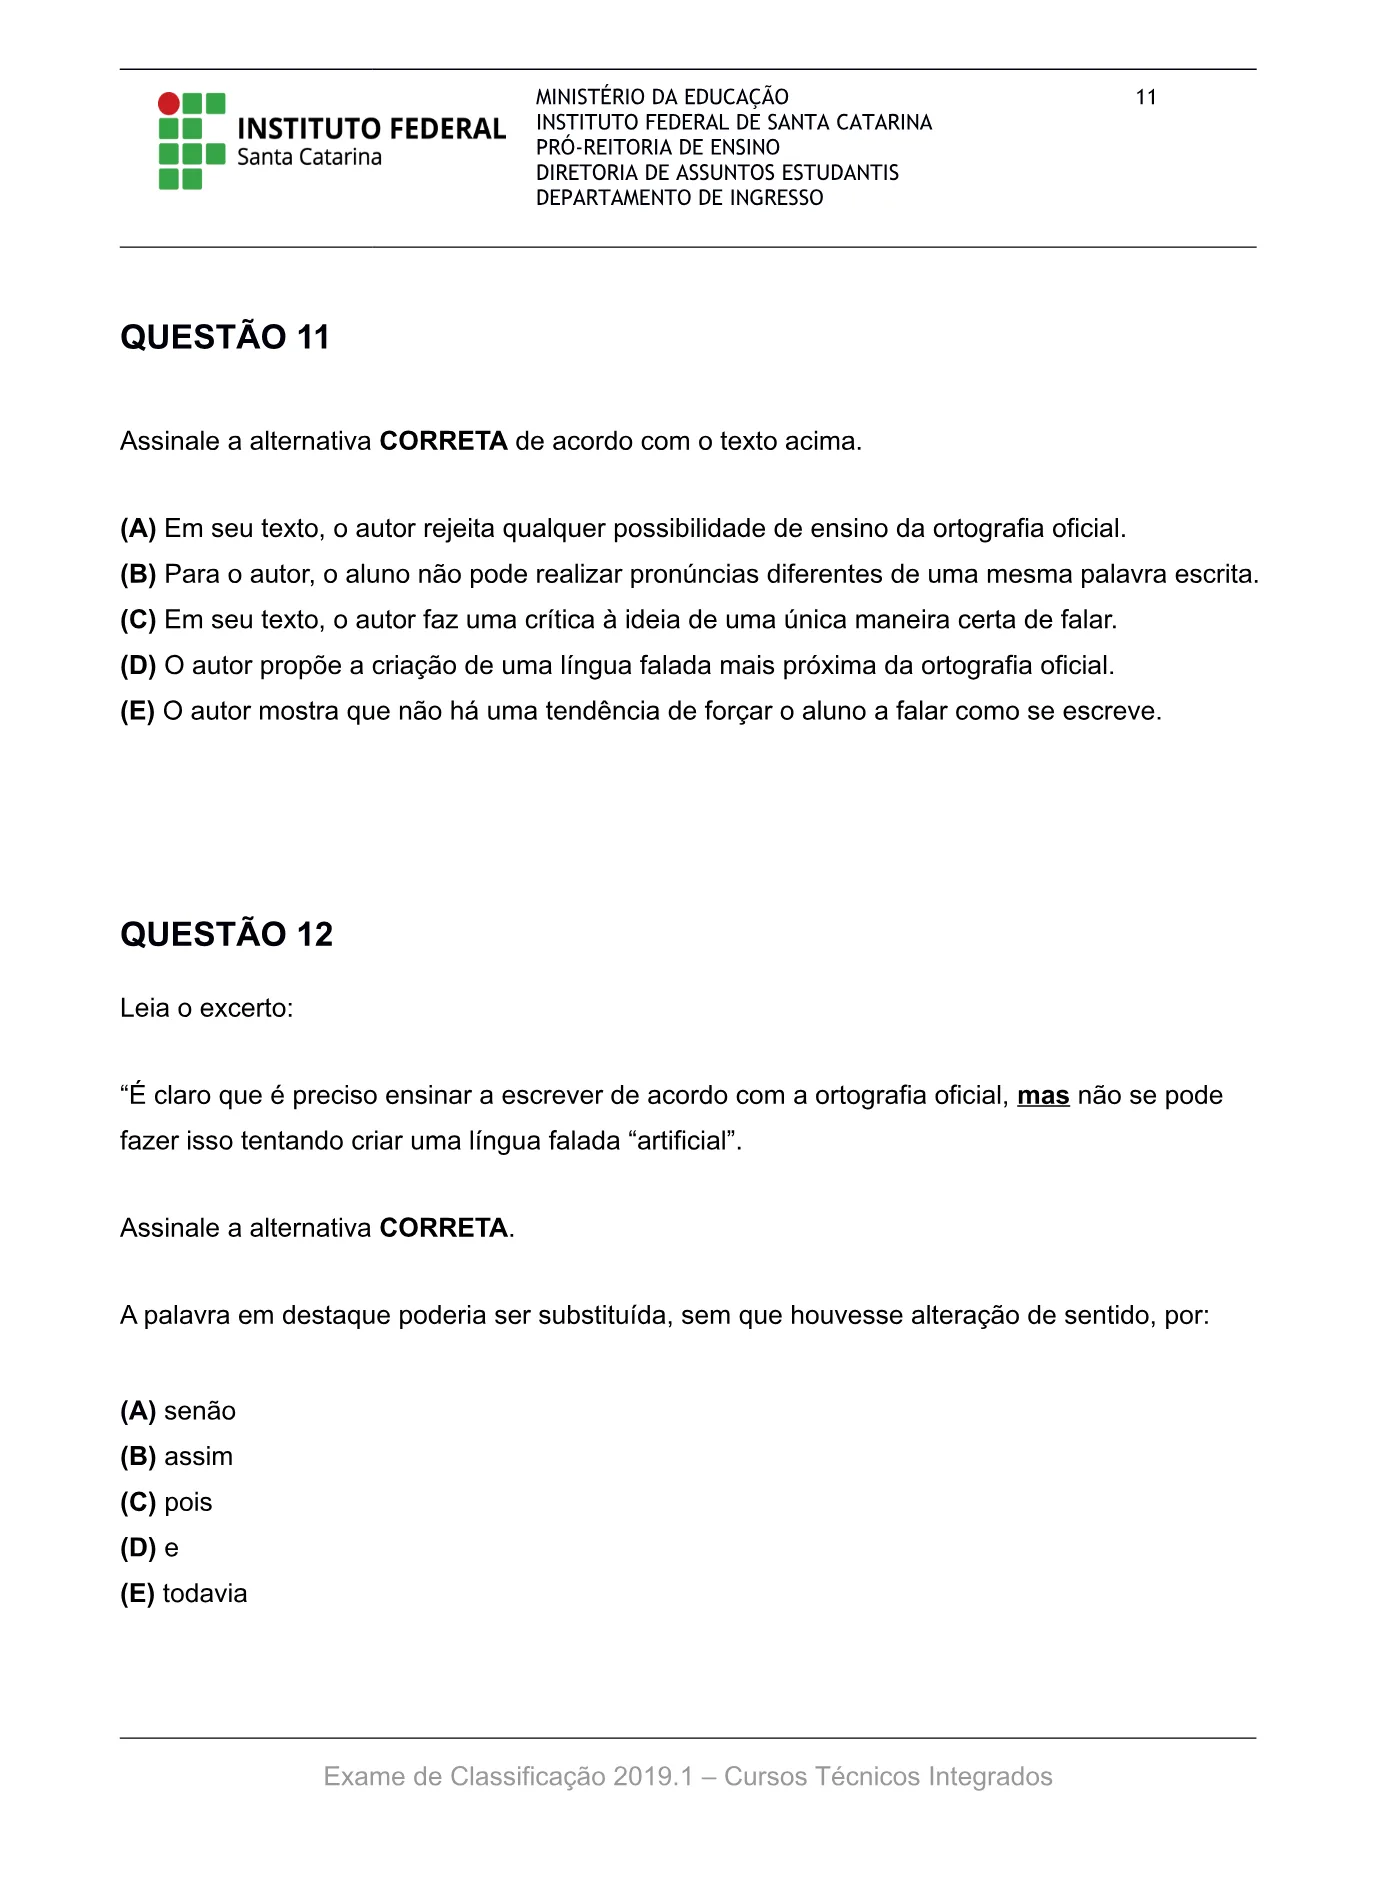 INSTITUTO FEDERAL
Santa Catarina
MINISTÉRIO DA EDUCAÇÃO
INSTITUTO FEDERAL DE SANTA CATARINA
PRÓ-REITORIA DE ENSINO
DIRETORIA DE ASSUNTOS ESTUDANTIS
DEPARTAMENTO DE INGRESSO
11
QUESTÃO 11
Assinale a alternativa CORRETA de acordo com o texto acima.
(A) Em seu texto, o autor rejeita qualquer possibilidade de ensino da ortografia oficial.
(B) Para o autor, o aluno não pode realizar pronúncias diferentes de uma mesma palavra escrita.
(C) Em seu texto, o autor faz uma crítica à ideia de uma única maneira certa de falar.
(D) O autor propõe a criação de uma língua falada mais próxima da ortografia oficial.
(E) O autor mostra que não há uma tendência de forçar o aluno a falar como se escreve.
QUESTÃO 12
Leia o excerto:
“É claro que é preciso ensinar a escrever de acordo com a ortografia oficial, mas não se pode
fazer isso tentando criar uma língua falada “artificial”.
Assinale a alternativa CORRETA.
A palavra em destaque poderia ser substituída, sem que houvesse alteração de sentido, por:
(A) senão
(B) assim
(C) pois
(D) e
(E) todavia
Exame de Classificação 2019.1 – Cursos Técnicos Integrados